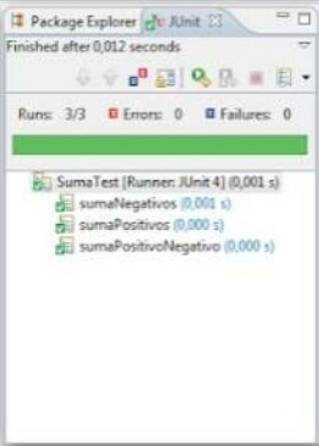 Package Explorer JUnit
Finished after 0,012 seconds
Runs: 3/3 Errors: 0 Failures: 0
SumaTest [Runner: JUnit 4] (0,001 s)
sumaNegativos (0,001 s)
sumaPositivos (0,000 s)
sumaPositivoNegativo (0,000 s)